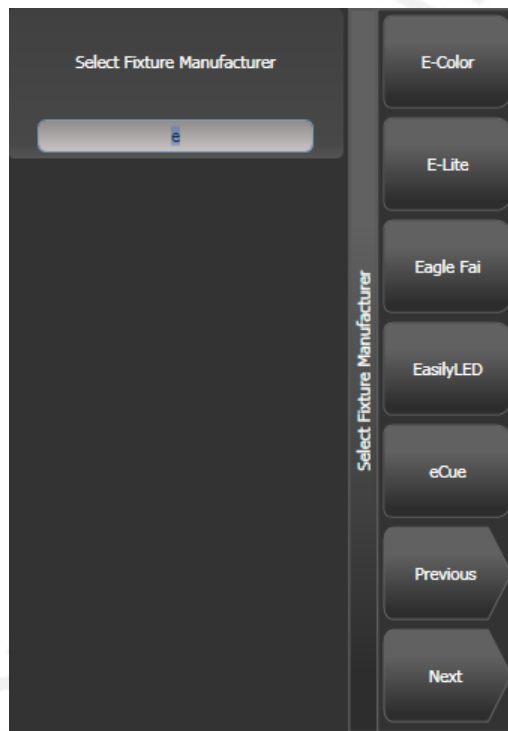 Select Fixture Manufacturer
e
Select Fixture Manufacturer
E-Color
E-Lite
Eagle Fai
EasilyLED
eCue
Previous
Next